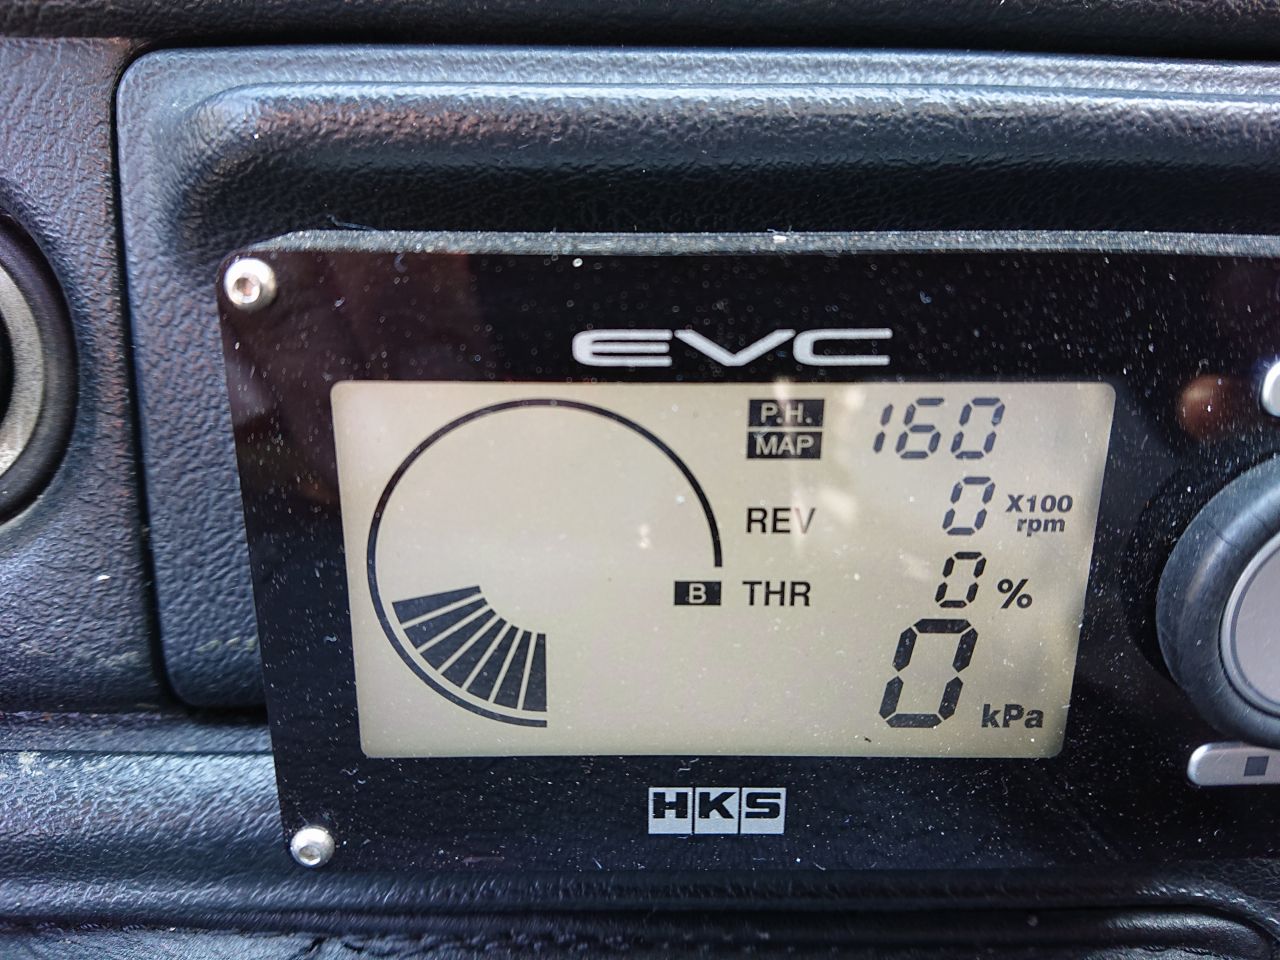 EVC
P.H.
MAP 160
REV 0 X100 rpm
B THR 0 %
0 kPa
HKS